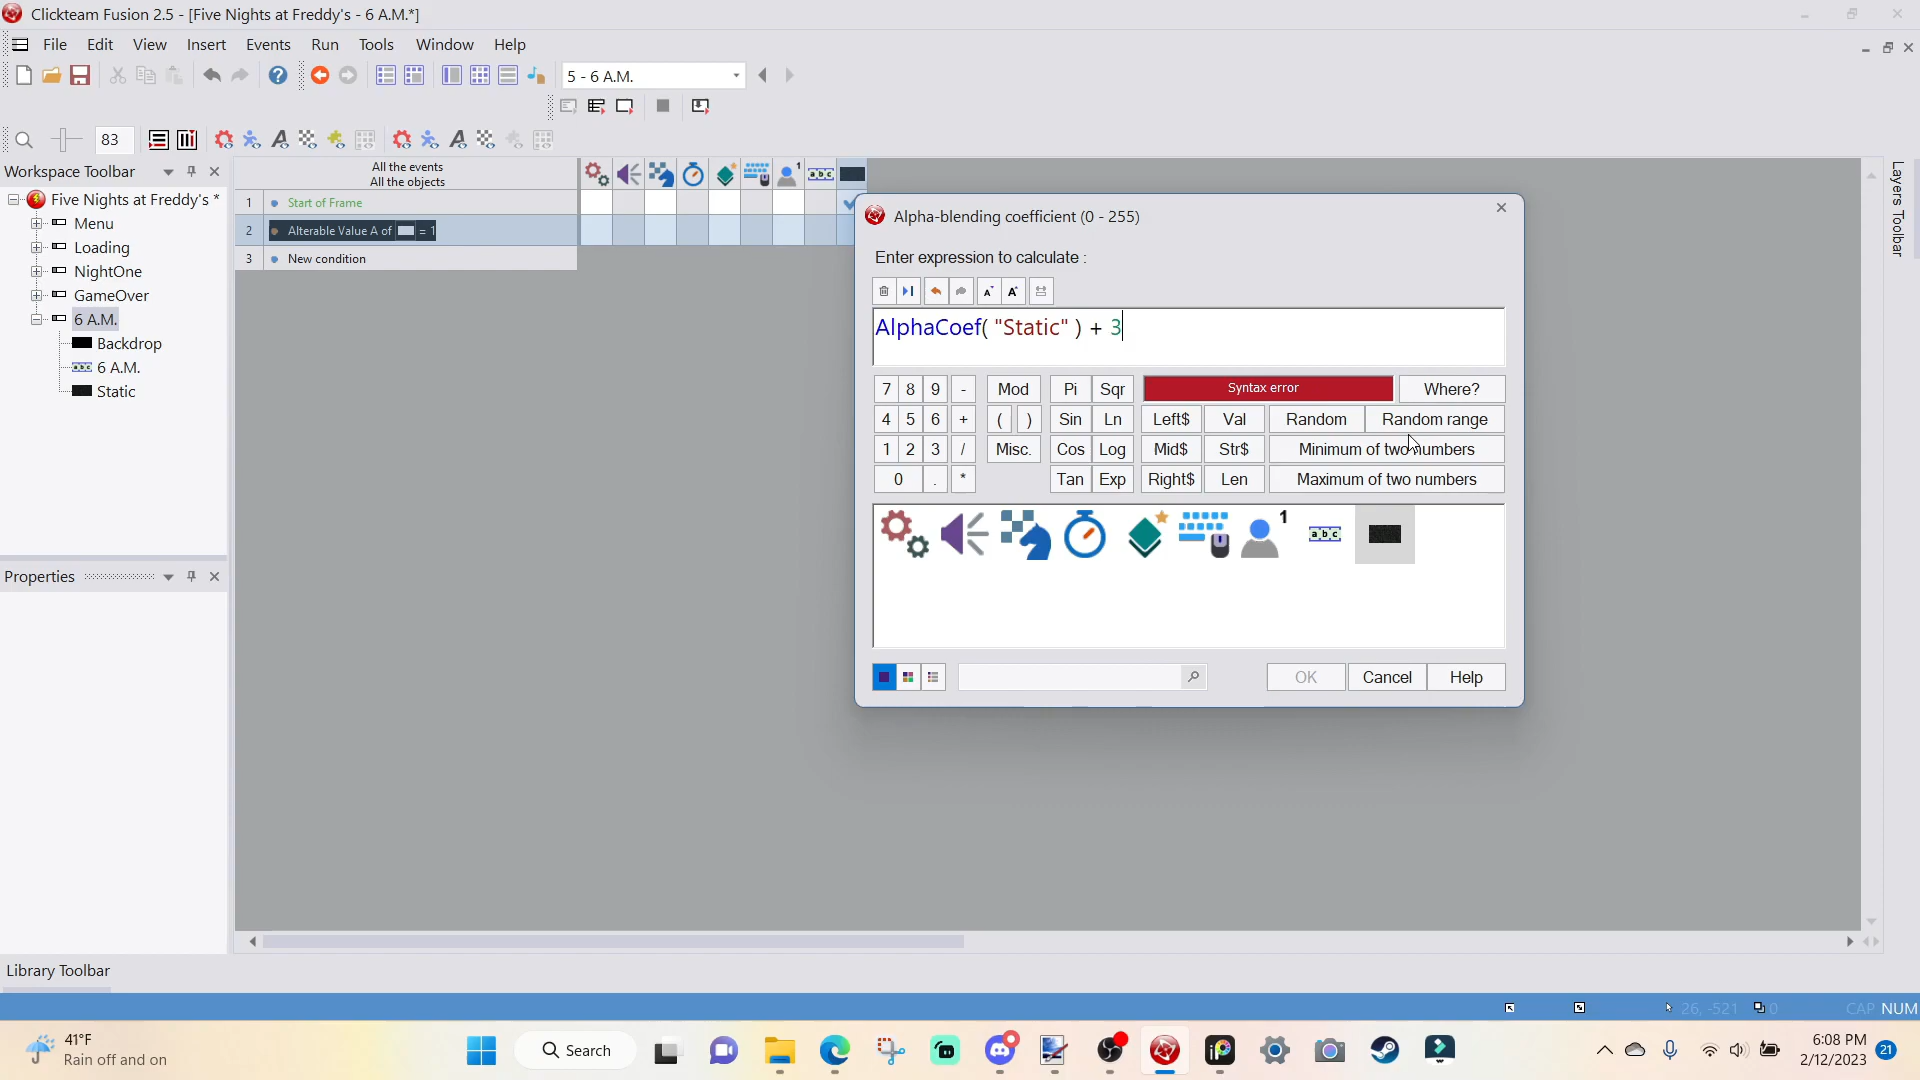 Clickteam Fusion 2.5 - [Five Nights at Freddy's - 6 A.M.*]
File Edit View Insert Events Run Tools Window Help
5 - 6 A.M.
83
Workspace Toolbar
Five Nights at Freddy's *
Menu
Loading
NightOne
GameOver
6 A.M.
Backdrop
abc 6 A.M.
Static
Properties
Library Toolbar
All the events
All the objects
1 Start of Frame
2 Alterable Value A of = 1
3 New condition
1 abc
Layers Toolbar
Alpha-blending coefficient (0 - 255)
Enter expression to calculate :
A A
AlphaCoef( "Static" ) + 3
7 8 9 - Mod Pi Sqr Syntax error Where?
4 5 6 + ( ) Sin Ln Left$ Val Random Random range
1 2 3 / Misc. Cos Log Mid$ Str$ Minimum of two numbers
0 . * Tan Exp Right$ Len Maximum of two numbers
1 abc
OK Cancel Help
26, -521 0 CAP NUM
41°F
Rain off and on
Search
6:08 PM
2/12/2023
21